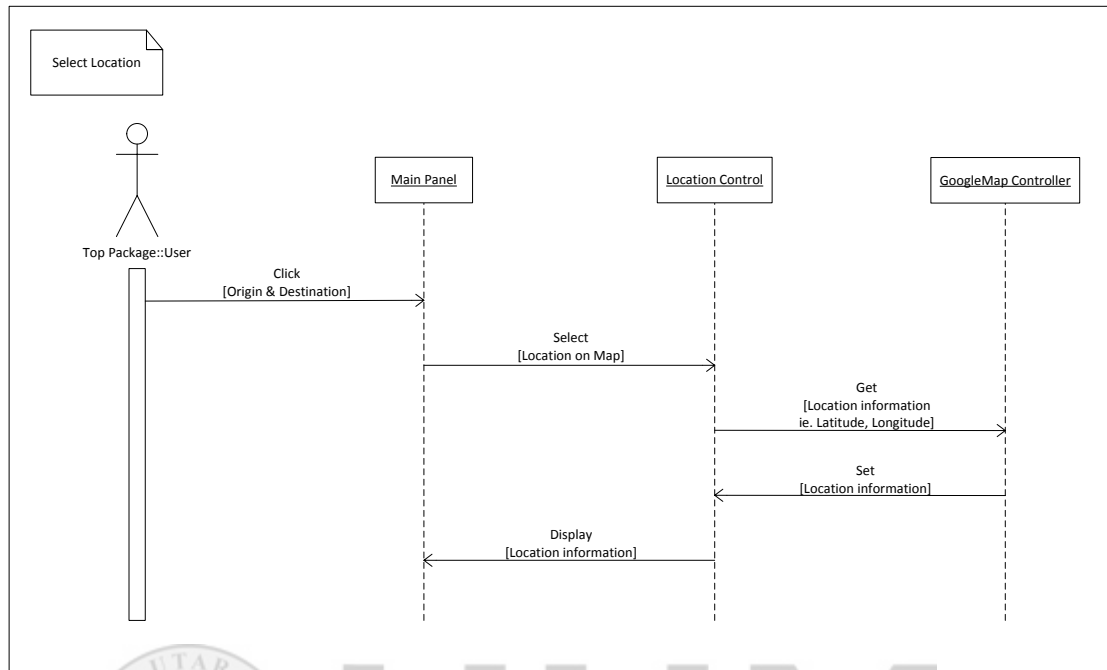 Select Location
Main Panel
Location Control
GoogleMap Controller
Top Package::User
Click
[Origin & Destination]
Select
[Location on Map]
Get
[Location information
ie. Latitude, Longitude]
Set
[Location information]
Display
[Location information]
UTAR